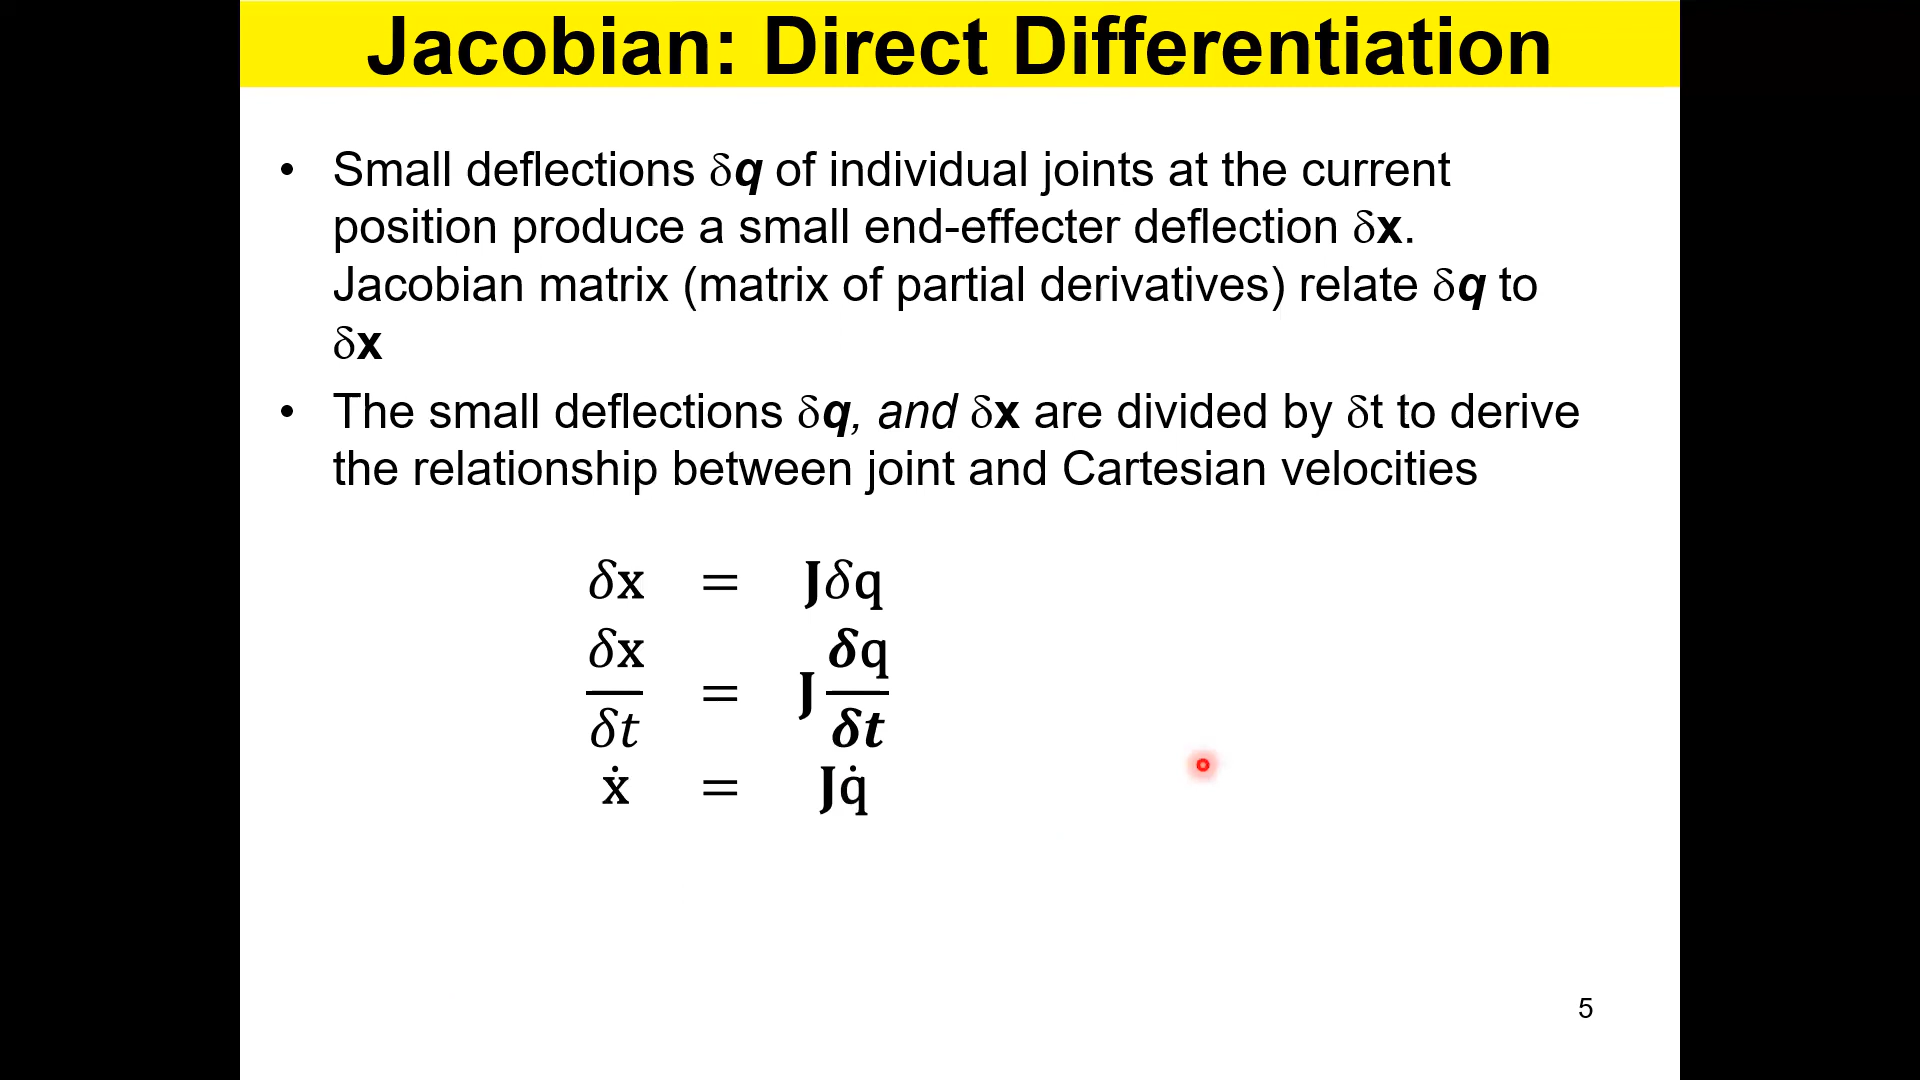 Jacobian: Direct Differentiation
• Small deflections δq of individual joints at the current
position produce a small end-effecter deflection δx.
Jacobian matrix (matrix of partial derivatives) relate δq to
δx
• The small deflections δq, and δx are divided by δt to derive
the relationship between joint and Cartesian velocities
δx = Jδq
δx/δt = J δq/δt
ẋ = Jq̇
5